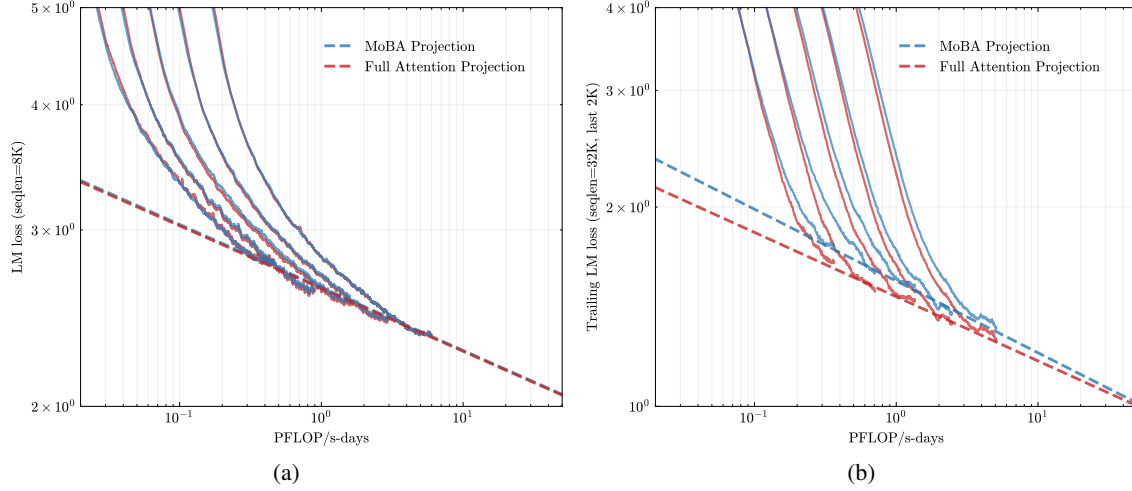 5 × 10⁰
4 × 10⁰
3 × 10⁰
2 × 10⁰
LM loss (seqlen=8K)
MoBA Projection
Full Attention Projection
10⁻¹
10⁰
10¹
PFLOP/s-days
(a)
4 × 10⁰
3 × 10⁰
2 × 10⁰
10⁰
Trailling LM loss (seqlen=32K, last 2K)
MoBA Projection
Full Attention Projection
10⁻¹
10⁰
10¹
PFLOP/s-days
(b)